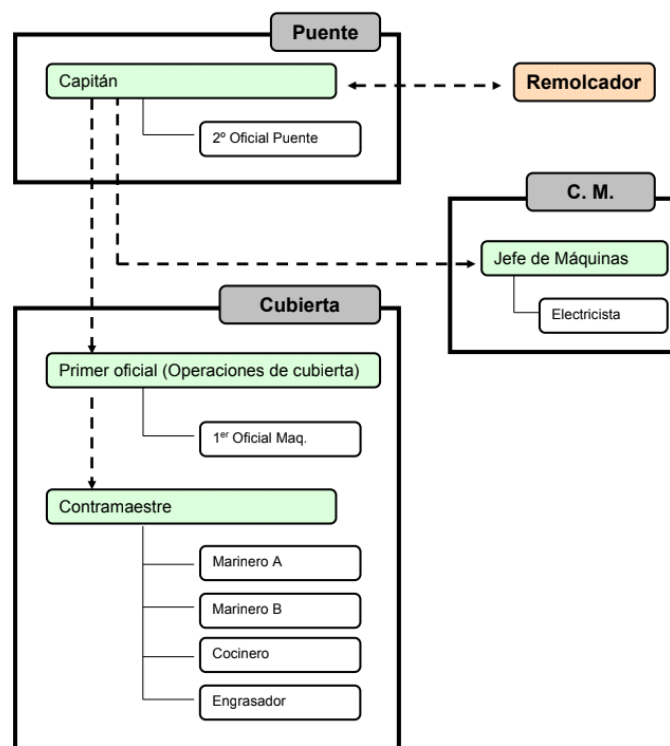 Puente
Capitán
Remolcador
2º Oficial Puente
C. M.
Jefe de Máquinas
Electricista
Cubierta
Primer oficial (Operaciones de cubierta)
1er Oficial Maq.
Contramaestre
Marinero A
Marinero B
Cocinero
Engrasador